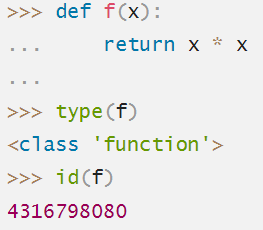 >>> def f(x):
...     return x * x
...
>>> type(f)
<class 'function'>
>>> id(f)
4316798080